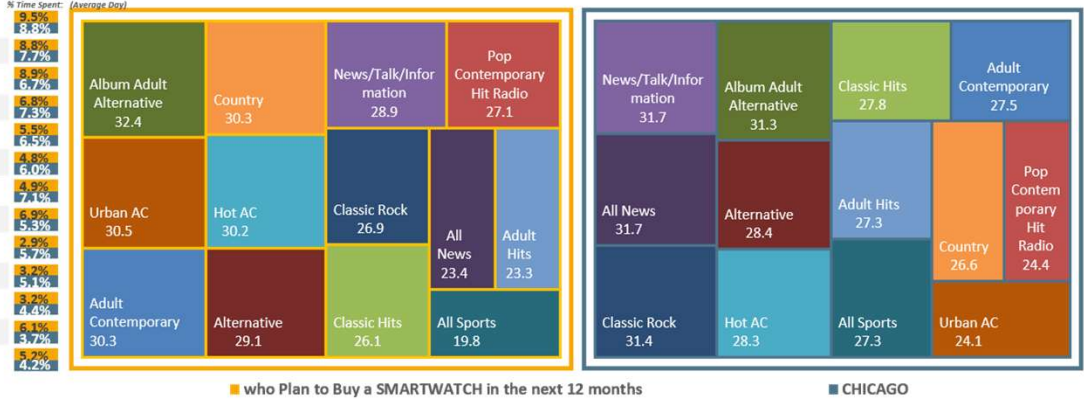 % Time Spent: (Average Day)
9.5%
8.8%
8.8%
7.7%
8.9%
6.7%
6.8%
7.3%
5.5%
6.5%
4.8%
6.0%
4.9%
7.1%
6.9%
5.3%
2.9%
5.7%
3.2%
5.1%
3.2%
4.4%
6.1%
3.7%
5.2%
4.2%
Album Adult
Alternative
32.4
Country
30.3
News/Talk/Infor
mation
28.9
Pop
Contemporary
Hit Radio
27.1
Urban AC
30.5
Hot AC
30.2
Classic Rock
26.9
All
News
23.4
Adult
Hits
23.3
Adult
Contemporary
30.3
Alternative
29.1
Classic Hits
26.1
All Sports
19.8
News/Talk/Infor
mation
31.7
Album Adult
Alternative
31.3
Classic Hits
27.8
Adult
Contemporary
27.5
All News
31.7
Alternative
28.4
Adult Hits
27.3
Country
26.6
Pop
Contem
porary
Hit
Radio
24.4
Classic Rock
31.4
Hot AC
28.3
All Sports
27.3
Urban AC
24.1
who Plan to Buy a SMARTWATCH in the next 12 months
CHICAGO